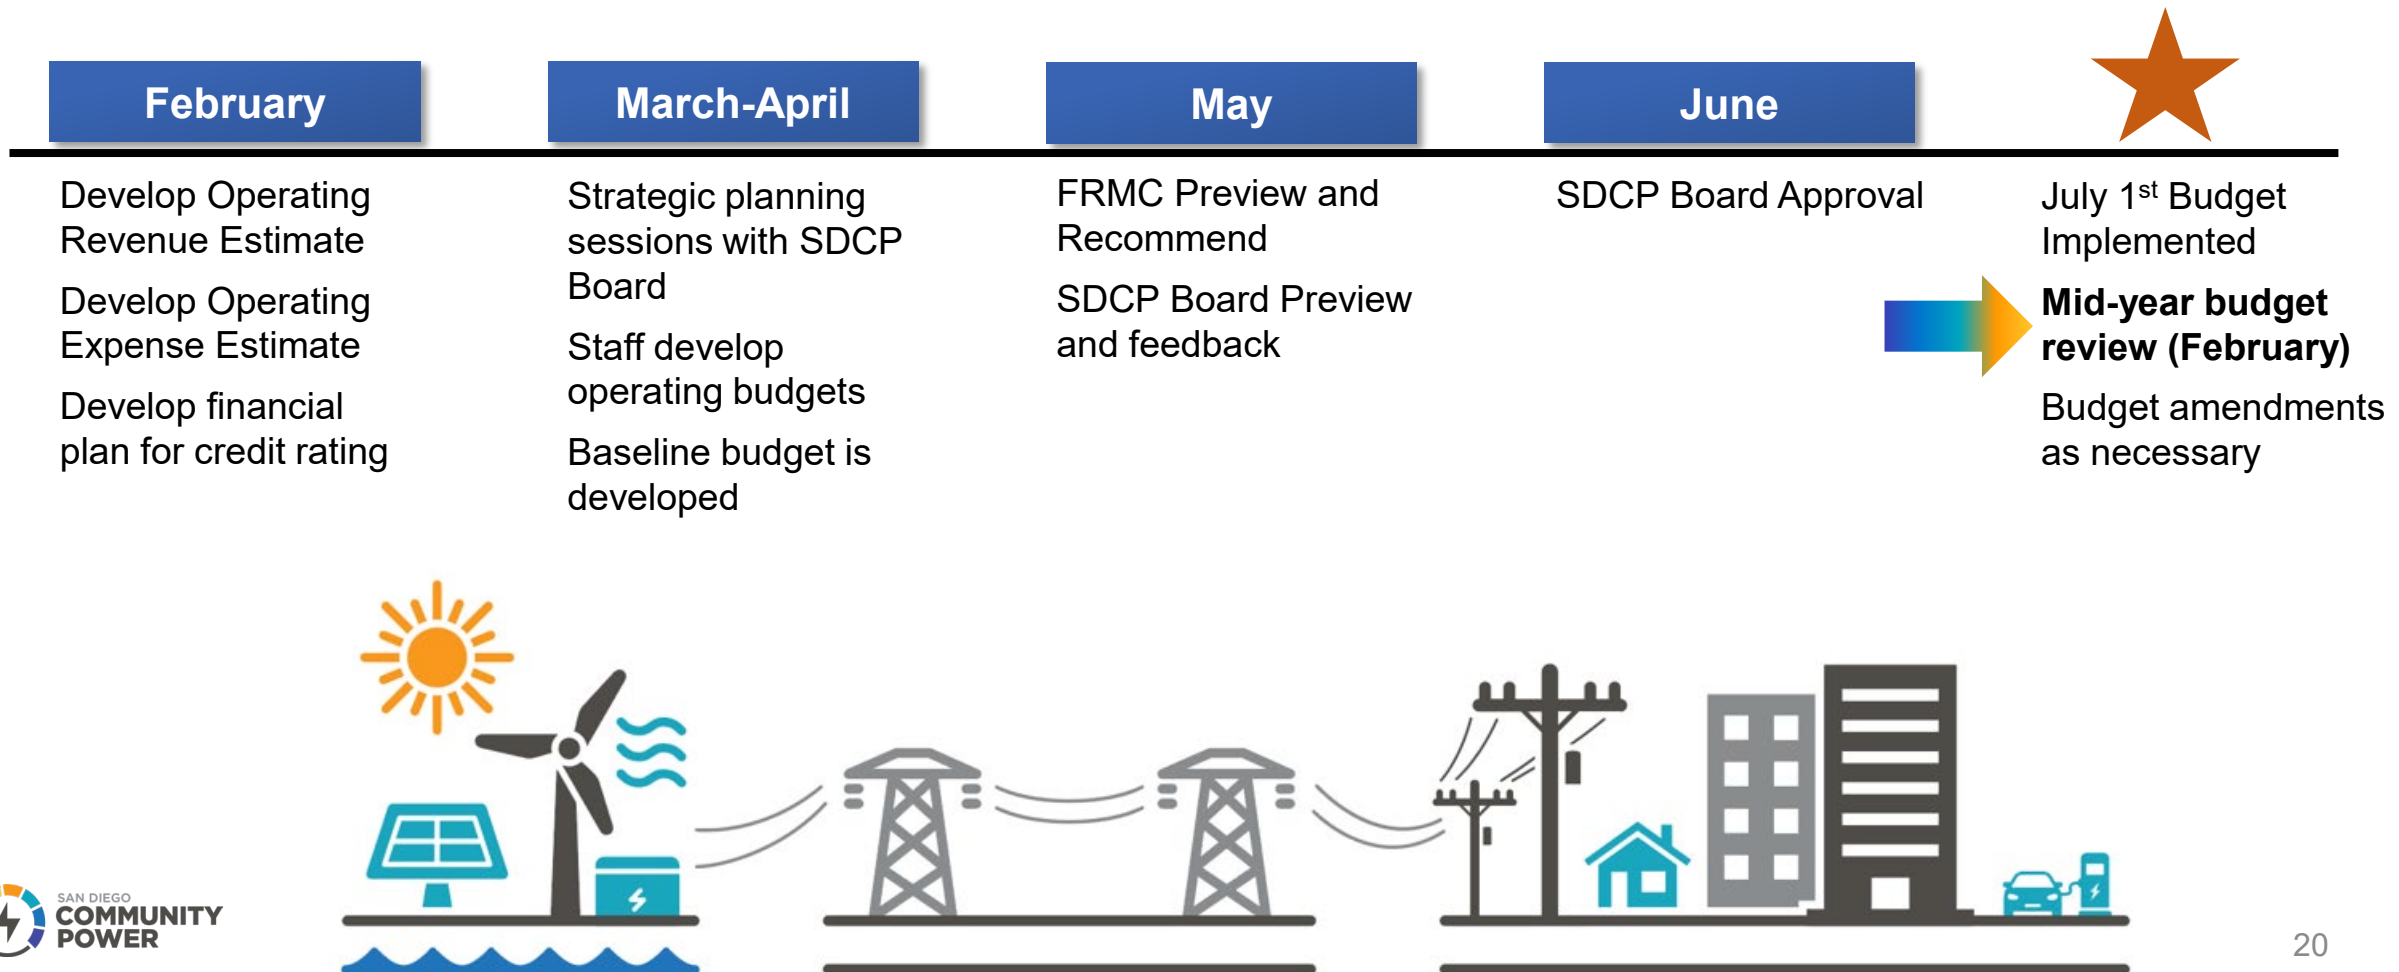 February
Develop Operating
Revenue Estimate
Develop Operating
Expense Estimate
Develop financial
plan for credit rating
March-April
Strategic planning
sessions with SDCP
Board
Staff develop
operating budgets
Baseline budget is
developed
May
FRMC Preview and
Recommend
SDCP Board Preview
and feedback
June
SDCP Board Approval
July 1st Budget
Implemented
Mid-year budget
review (February)
Budget amendments
as necessary
SAN DIEGO
COMMUNITY
POWER
20